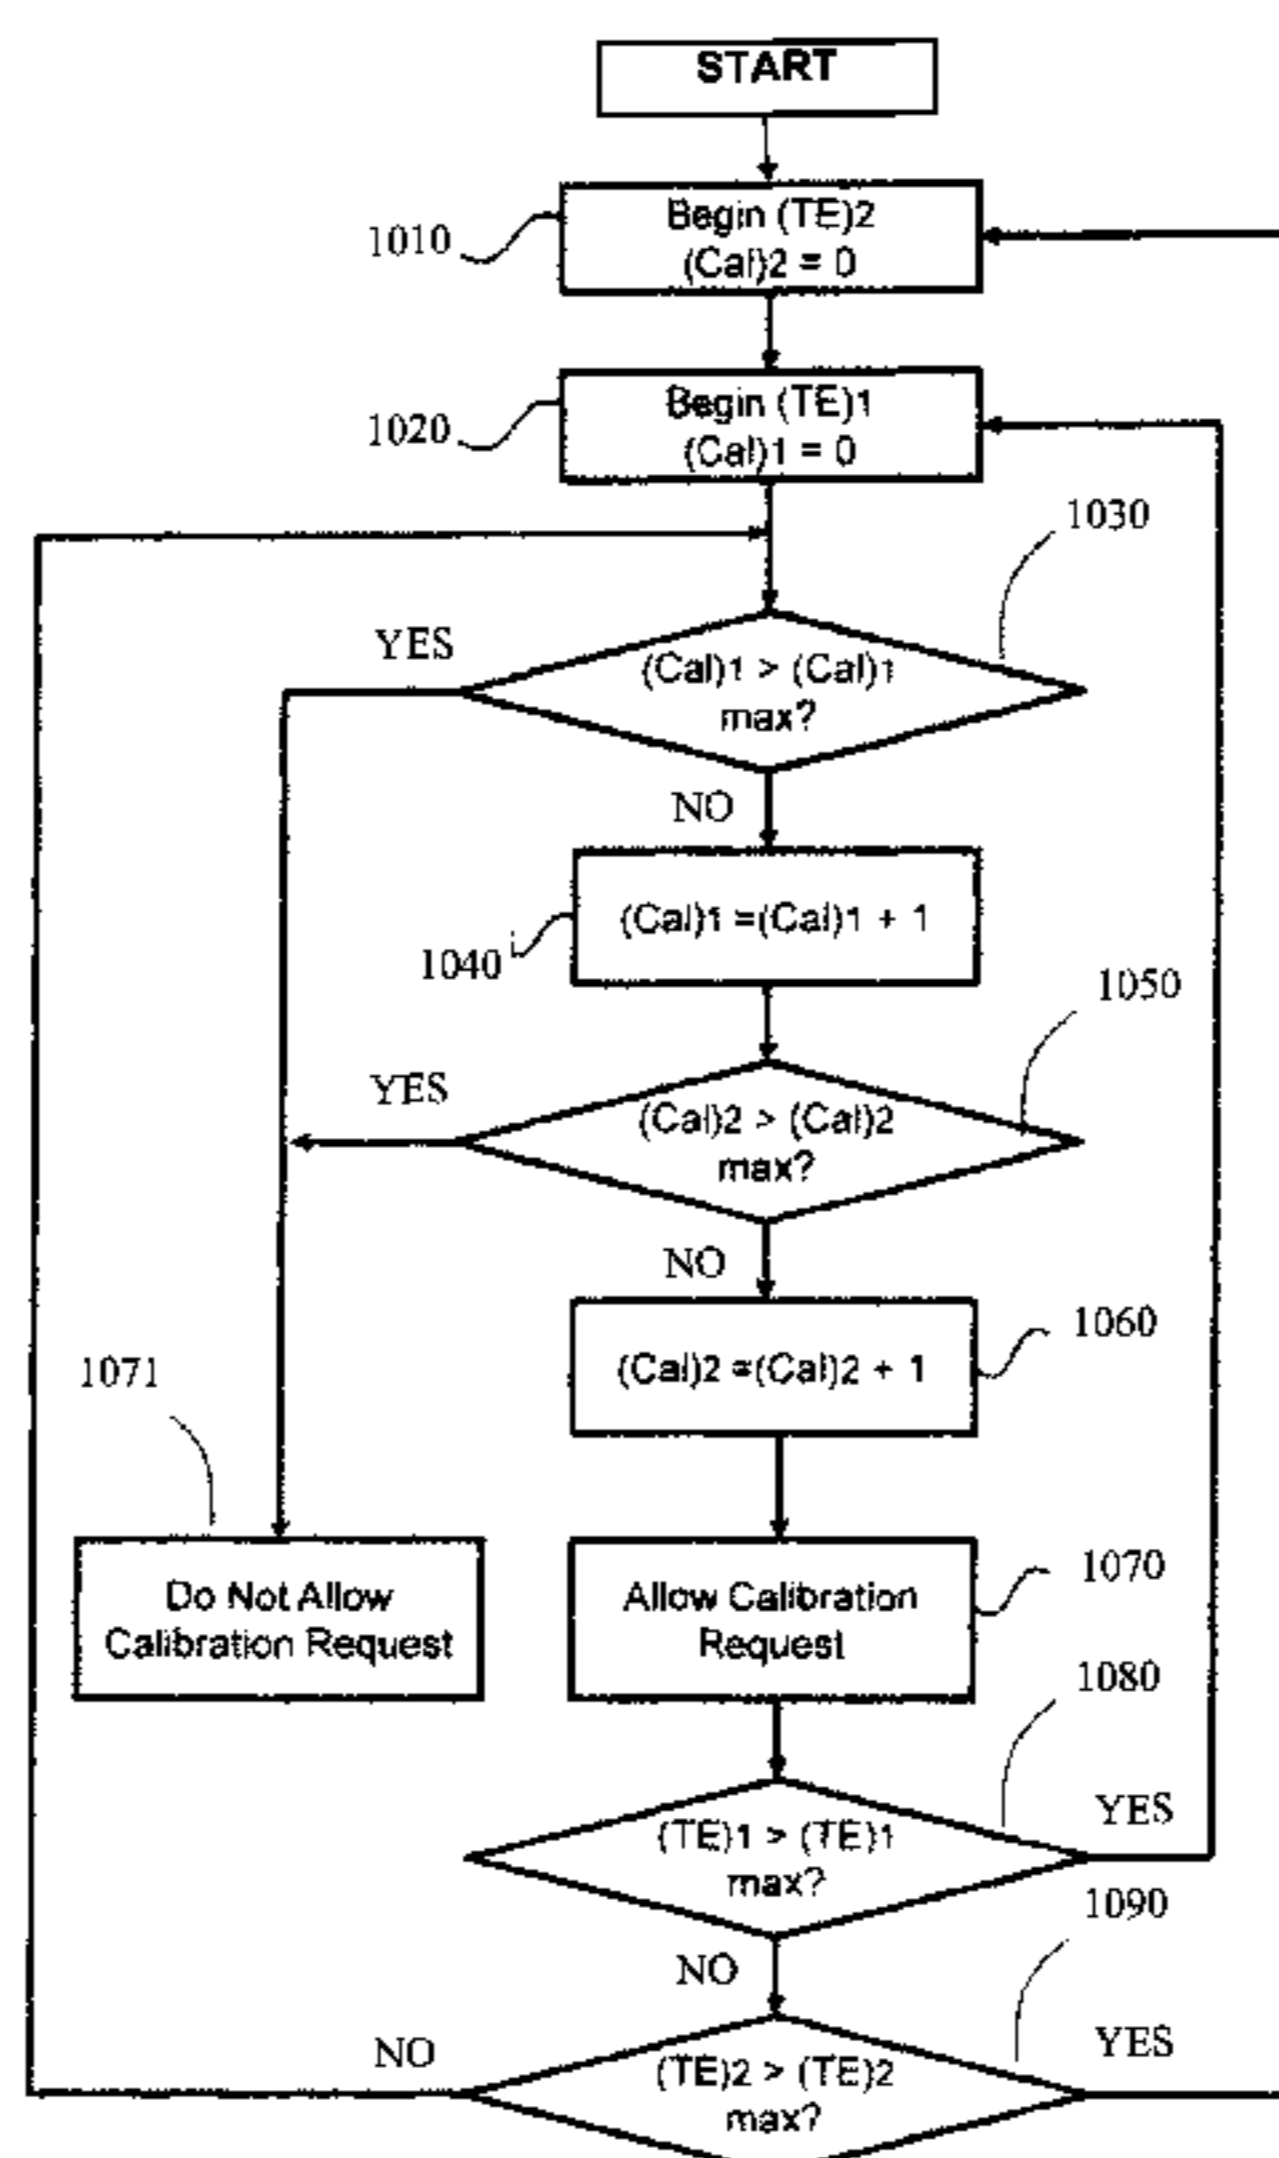 START
Begin (TE)2
(Cal)2 = 0
1010
Begin (TE)1
(Cal)1 = 0
1020
1030
YES
(Cal)1 > (Cal)1
max?
NO
(Cal)1 =(Cal)1 + 1
1040
1050
YES
(Cal)2 > (Cal)2
max?
NO
(Cal)2 =(Cal)2 + 1
1060
1071
Do Not Allow
Calibration Request
Allow Calibration
Request
1070
1080
(TE)1 > (TE)1
max?
YES
1090
NO
NO
(TE)2 > (TE)2
max?
YES